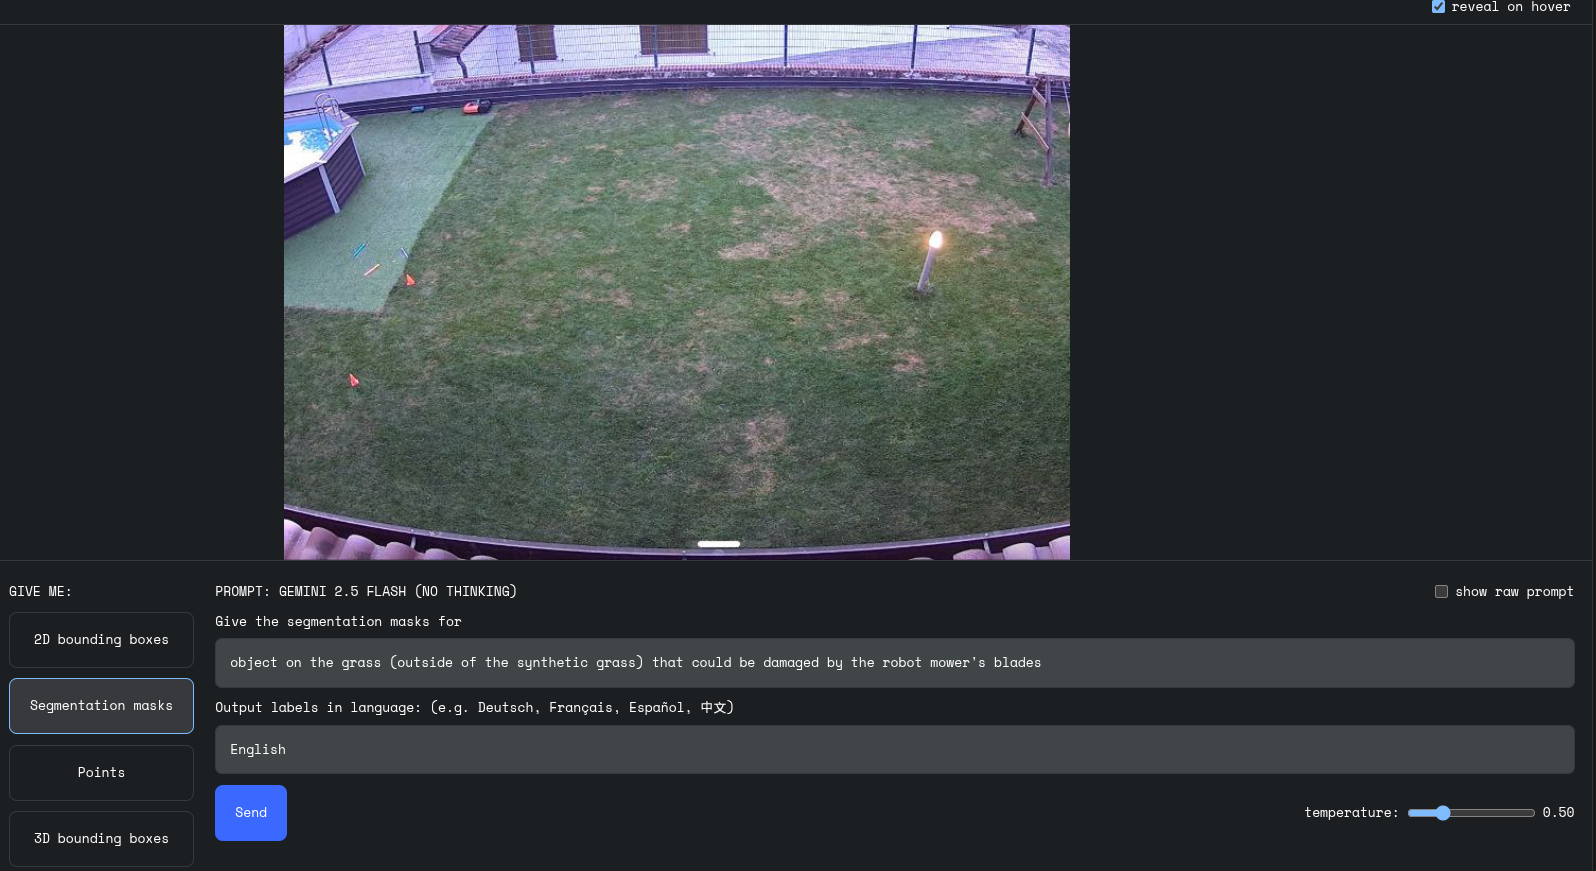 reveal on hover
GIVE ME:
2D bounding boxes
Segmentation masks
Points
3D bounding boxes
PROMPT: GEMINI 2.5 FLASH (NO THINKING)
show raw prompt
Give the segmentation masks for
object on the grass (outside of the synthetic grass) that could be damaged by the robot mower's blades
Output labels in language: (e.g. Deutsch, Français, Español, 中文)
English
Send
temperature: 0.50